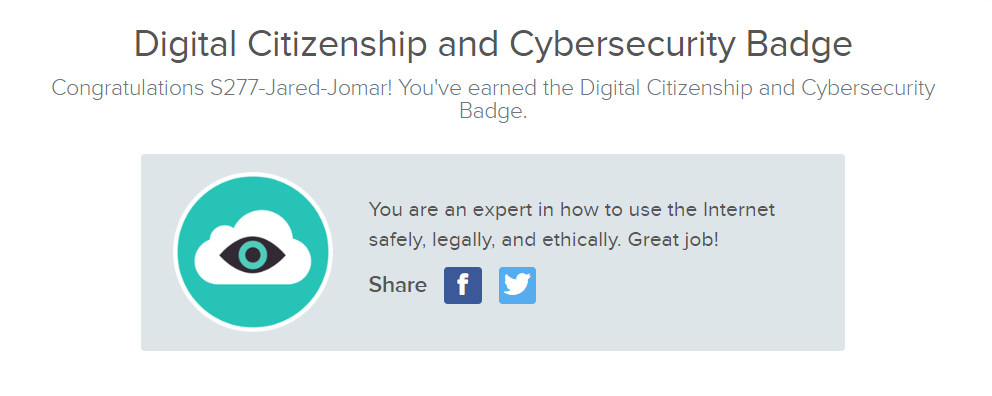 Digital Citizenship and Cybersecurity Badge
Congratulations S277-Jared-Jomar! You've earned the Digital Citizenship and Cybersecurity
Badge.
You are an expert in how to use the Internet
safely, legally, and ethically. Great job!
Share